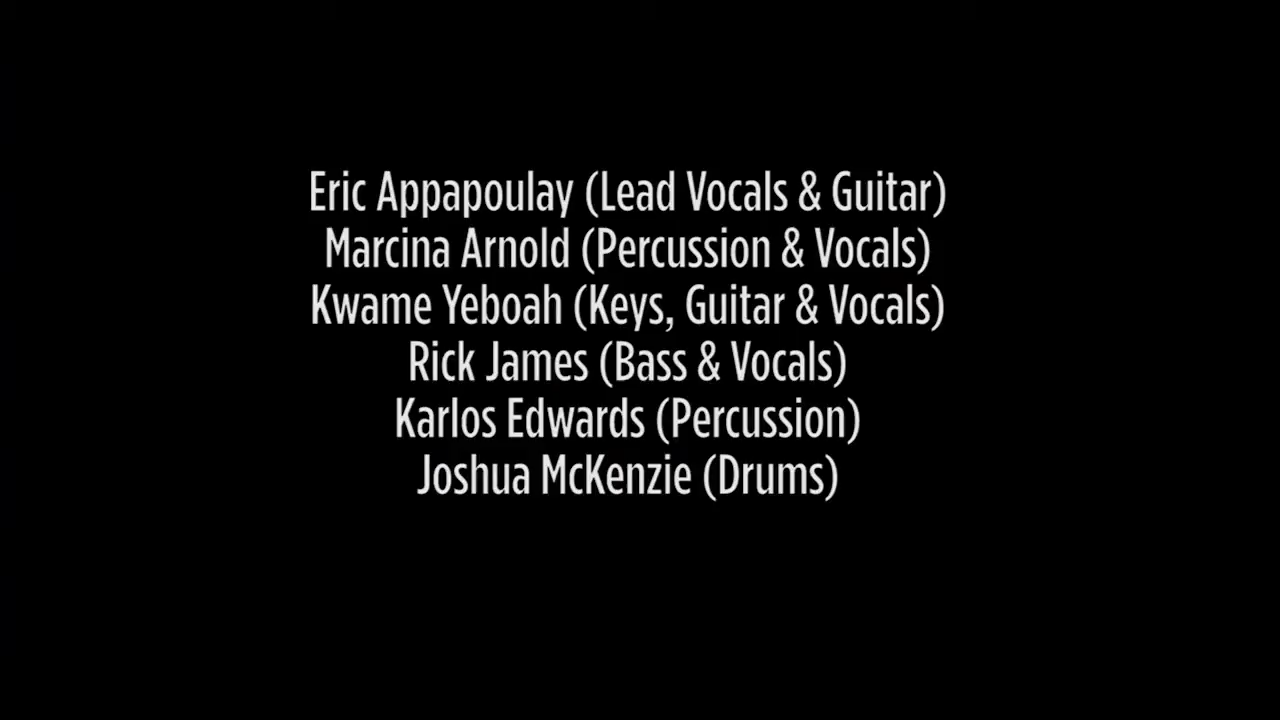 Eric Appapoulay (Lead Vocals & Guitar)
Marcina Arnold (Percussion & Vocals)
Kwame Yeboah (Keys, Guitar & Vocals)
Rick James (Bass & Vocals)
Karlos Edwards (Percussion)
Joshua McKenzie (Drums)